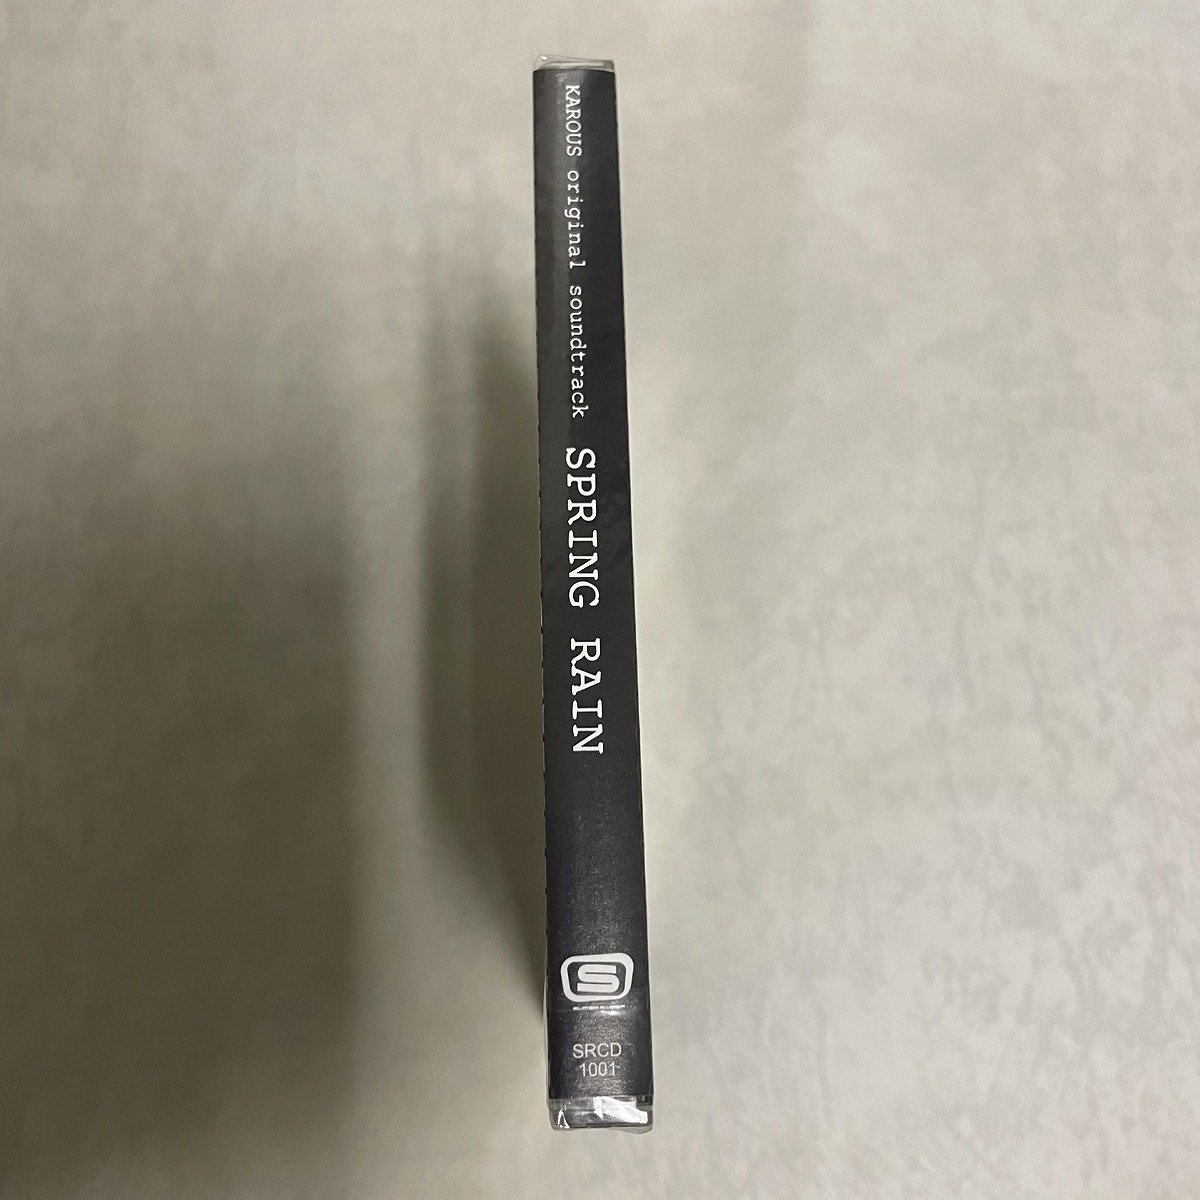 KAROUS original soundtrack SPRING RAIN
S
SRCD
1001